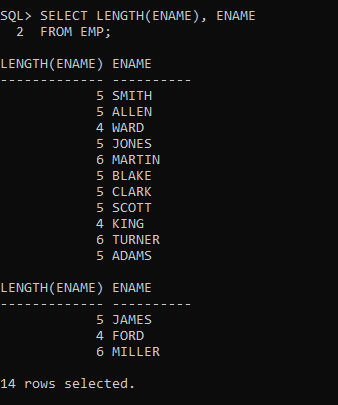 SQL> SELECT LENGTH(ENAME), ENAME
2 FROM EMP;
LENGTH(ENAME) ENAME
------------- ----------
5 SMITH
5 ALLEN
4 WARD
5 JONES
6 MARTIN
5 BLAKE
5 CLARK
5 SCOTT
4 KING
6 TURNER
5 ADAMS
LENGTH(ENAME) ENAME
------------- ----------
5 JAMES
4 FORD
6 MILLER
14 rows selected.